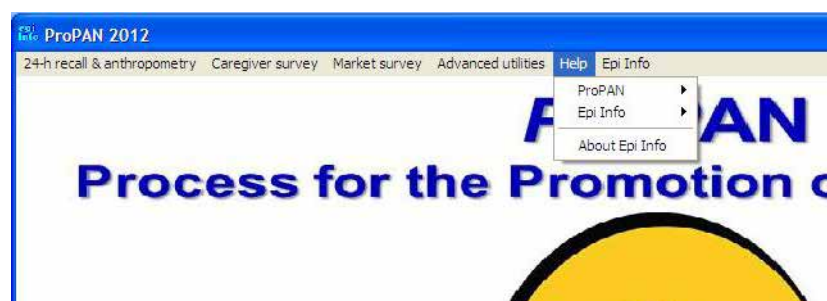 ProPAN 2012
24-h recall & anthropometry Caregiver survey Market survey Advanced utilities Help Epi Info
ProPAN
Epi Info
About Epi Info
P AN
Process for the Promotion o